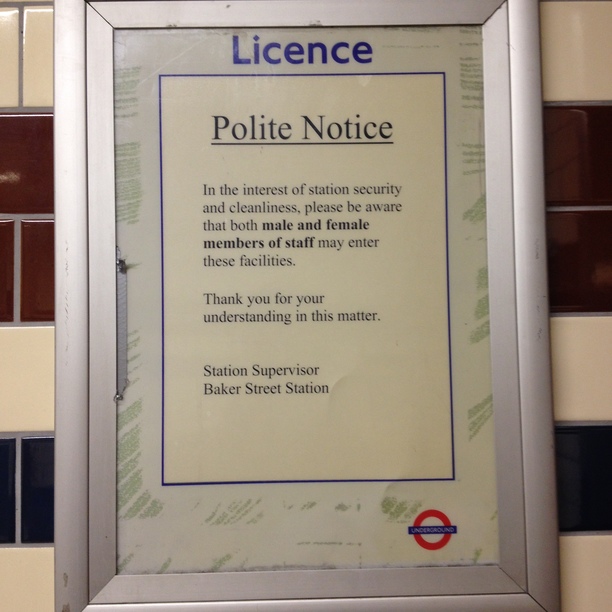 Licence
Polite Notice
In the interest of station security
and cleanliness, please be aware
that both male and female
members of staff may enter
these facilities.
Thank you for your
understanding in this matter.
Station Supervisor
Baker Street Station
UNDERGROUND